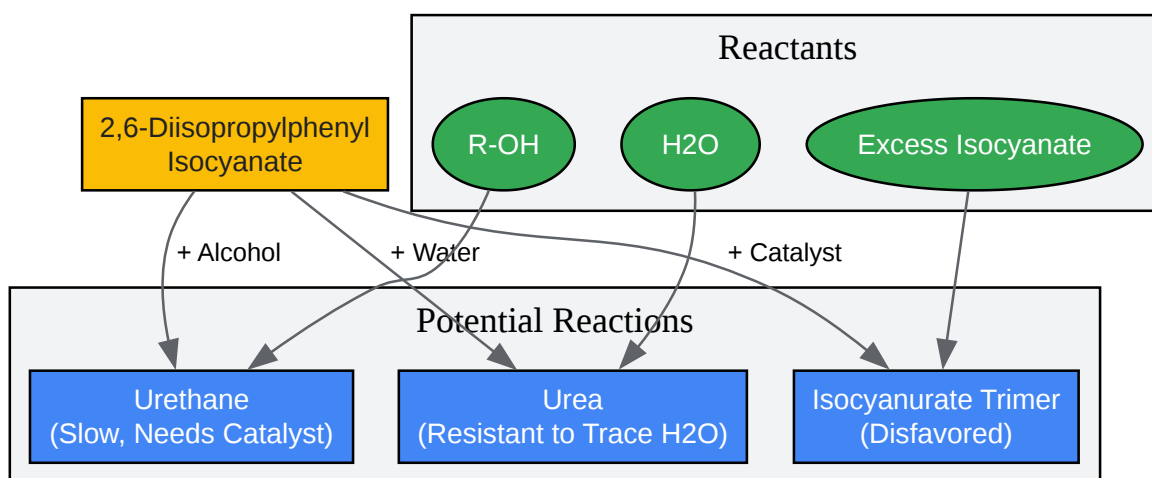 Reactants
2,6-Diisopropylphenyl
Isocyanate
R-OH
H2O
Excess Isocyanate
+ Alcohol
+ Water
+ Catalyst
Potential Reactions
Urethane
(Slow, Needs Catalyst)
Urea
(Resistant to Trace H2O)
Isocyanurate Trimer
(Disfavored)